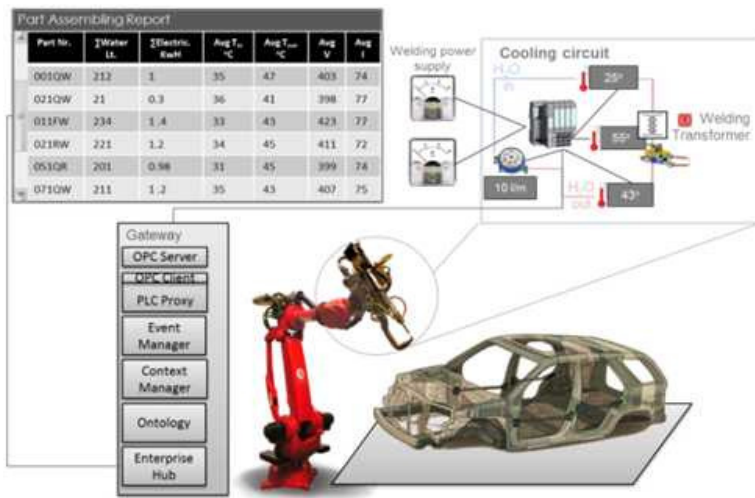 Part Assembling Report
Part Nr. ∑Water Lt. ∑Electric. KwH Avg Tin °C Avg Tout °C Avg V Avg I
001QW 212 1 35 47 403 74
021QW 21 0.3 36 41 398 77
011FW 234 1.4 33 43 423 77
021RW 221 1.2 34 45 411 72
051QR 201 0.98 31 45 399 74
071QW 211 1.2 35 43 407 75
Welding power
supply
Cooling circuit
H2O
in
25°
Welding
Transformer
55°
10 l/m
H2O
out
43°
Gateway
OPC Server
OPC Client
PLC Proxy
Event
Manager
Context
Manager
Ontology
Enterprise
Hub